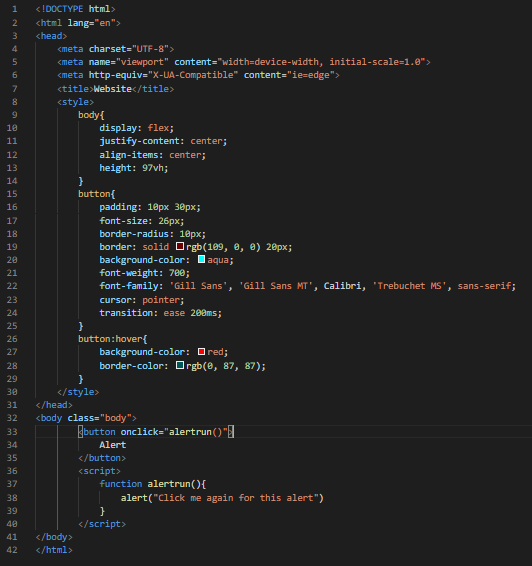 1 <!DOCTYPE html>
2 <html lang="en">
3 <head>
4     <meta charset="UTF-8">
5     <meta name="viewport" content="width=device-width, initial-scale=1.0">
6     <meta http-equiv="X-UA-Compatible" content="ie=edge">
7     <title>Website</title>
8     <style>
9         body{
10             display: flex;
11             justify-content: center;
12             align-items: center;
13             height: 97vh;
14         }
15         button{
16             padding: 10px 30px;
17             font-size: 26px;
18             border-radius: 10px;
19             border: solid rgb(109, 0, 0) 20px;
20             background-color: aqua;
21             font-weight: 700;
22             font-family: 'Gill Sans', 'Gill Sans MT', Calibri, 'Trebuchet MS', sans-serif;
23             cursor: pointer;
24             transition: ease 200ms;
25         }
26         button:hover{
27             background-color: red;
28             border-color: rgb(0, 87, 87);
29         }
30     </style>
31 </head>
32 <body class="body">
33         <button onclick="alertrun()">
34             Alert
35         </button>
36         <script>
37             function alertrun(){
38                 alert("Click me again for this alert")
39             }
40         </script>
41 </body>
42 </html>